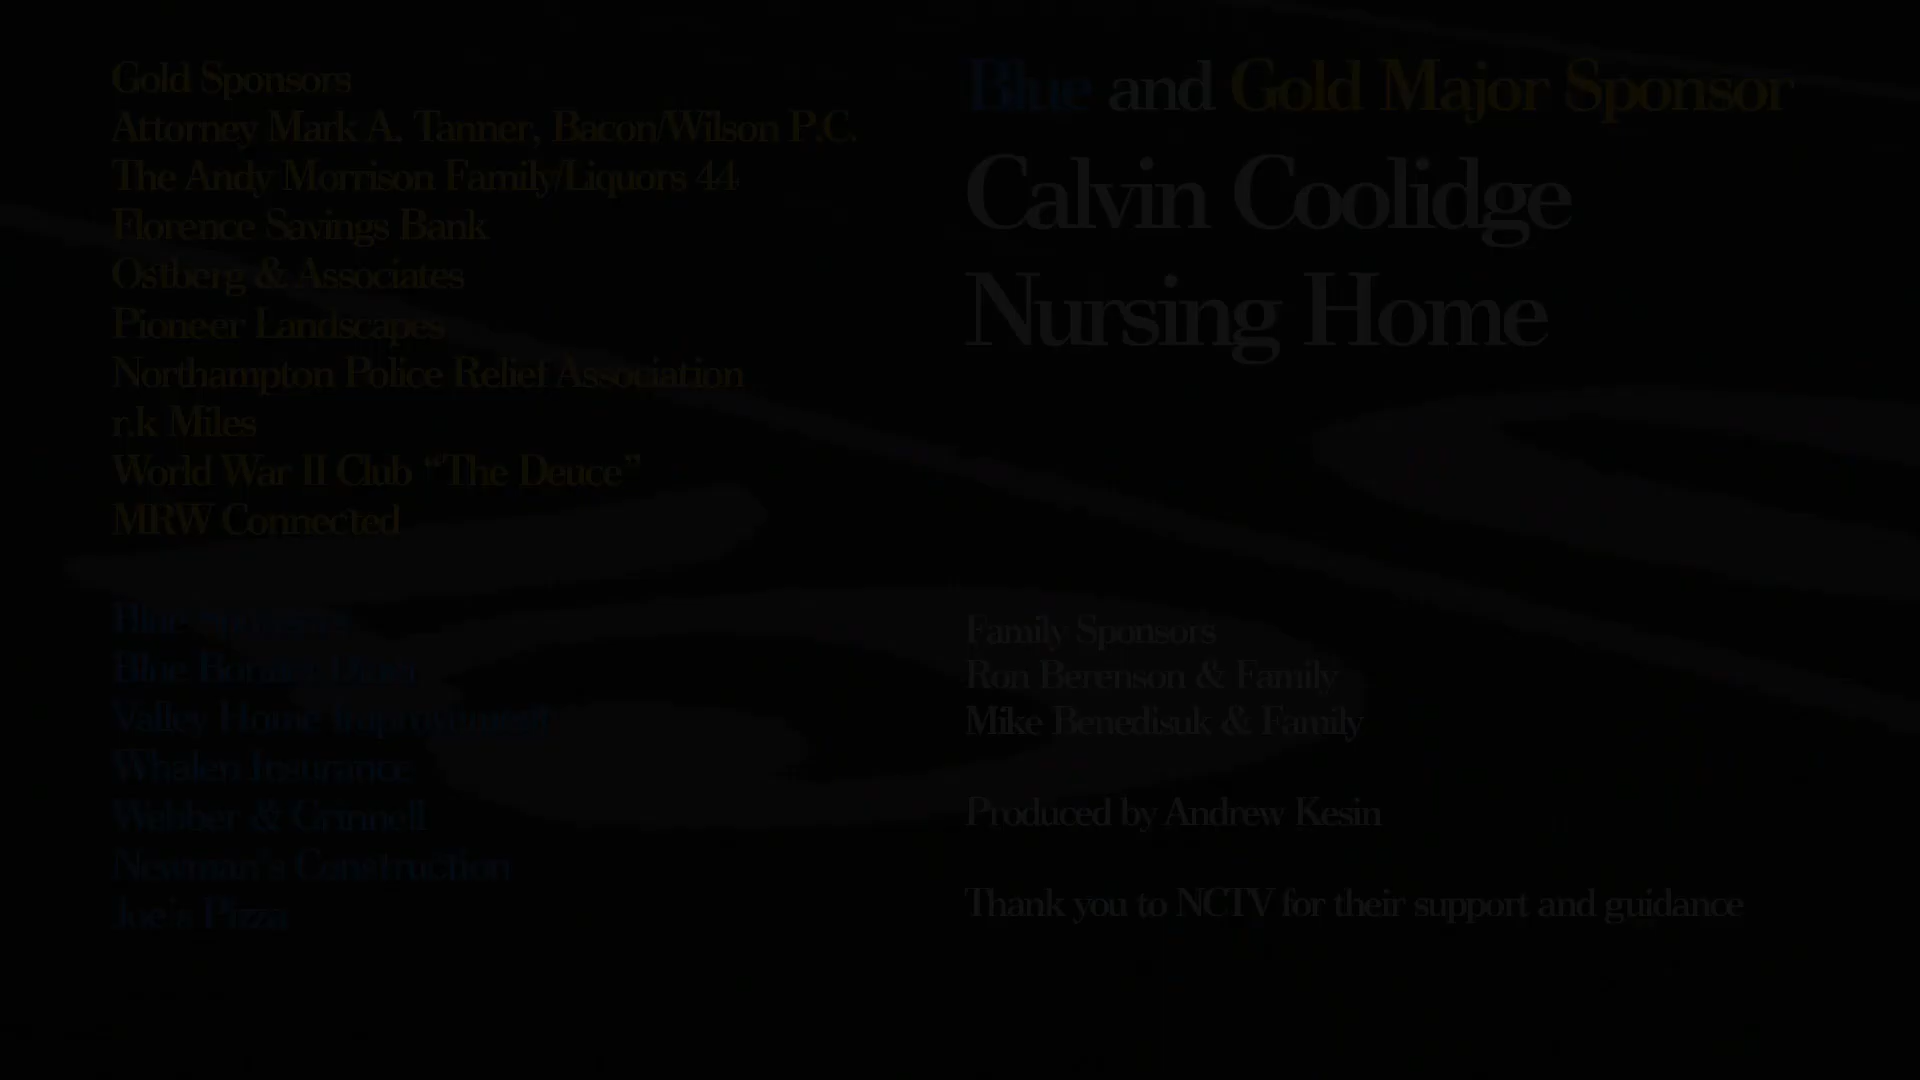 Gold Sponsors
Attorney Mark A. Tanner, Bacon/Wilson P.C.
The Andy Morrison Family/Liquors 44
Florence Savings Bank
Ostberg & Associates
Pioneer Landscapes
Northampton Police Relief Association
r.k Miles
World War II Club “The Deuce”
MRW Connected
Blue Sponsors
Blue Bonnet Diner
Valley Home Improvement
Whalen Insurance
Webber & Grinnell
Newman's Construction
Joe's Pizza
Blue and Gold Major Sponsor
Calvin Coolidge
Nursing Home
Family Sponsors
Ron Berenson & Family
Mike Benedisuk & Family
Produced by Andrew Kesin
Thank you to NCTV for their support and guidance